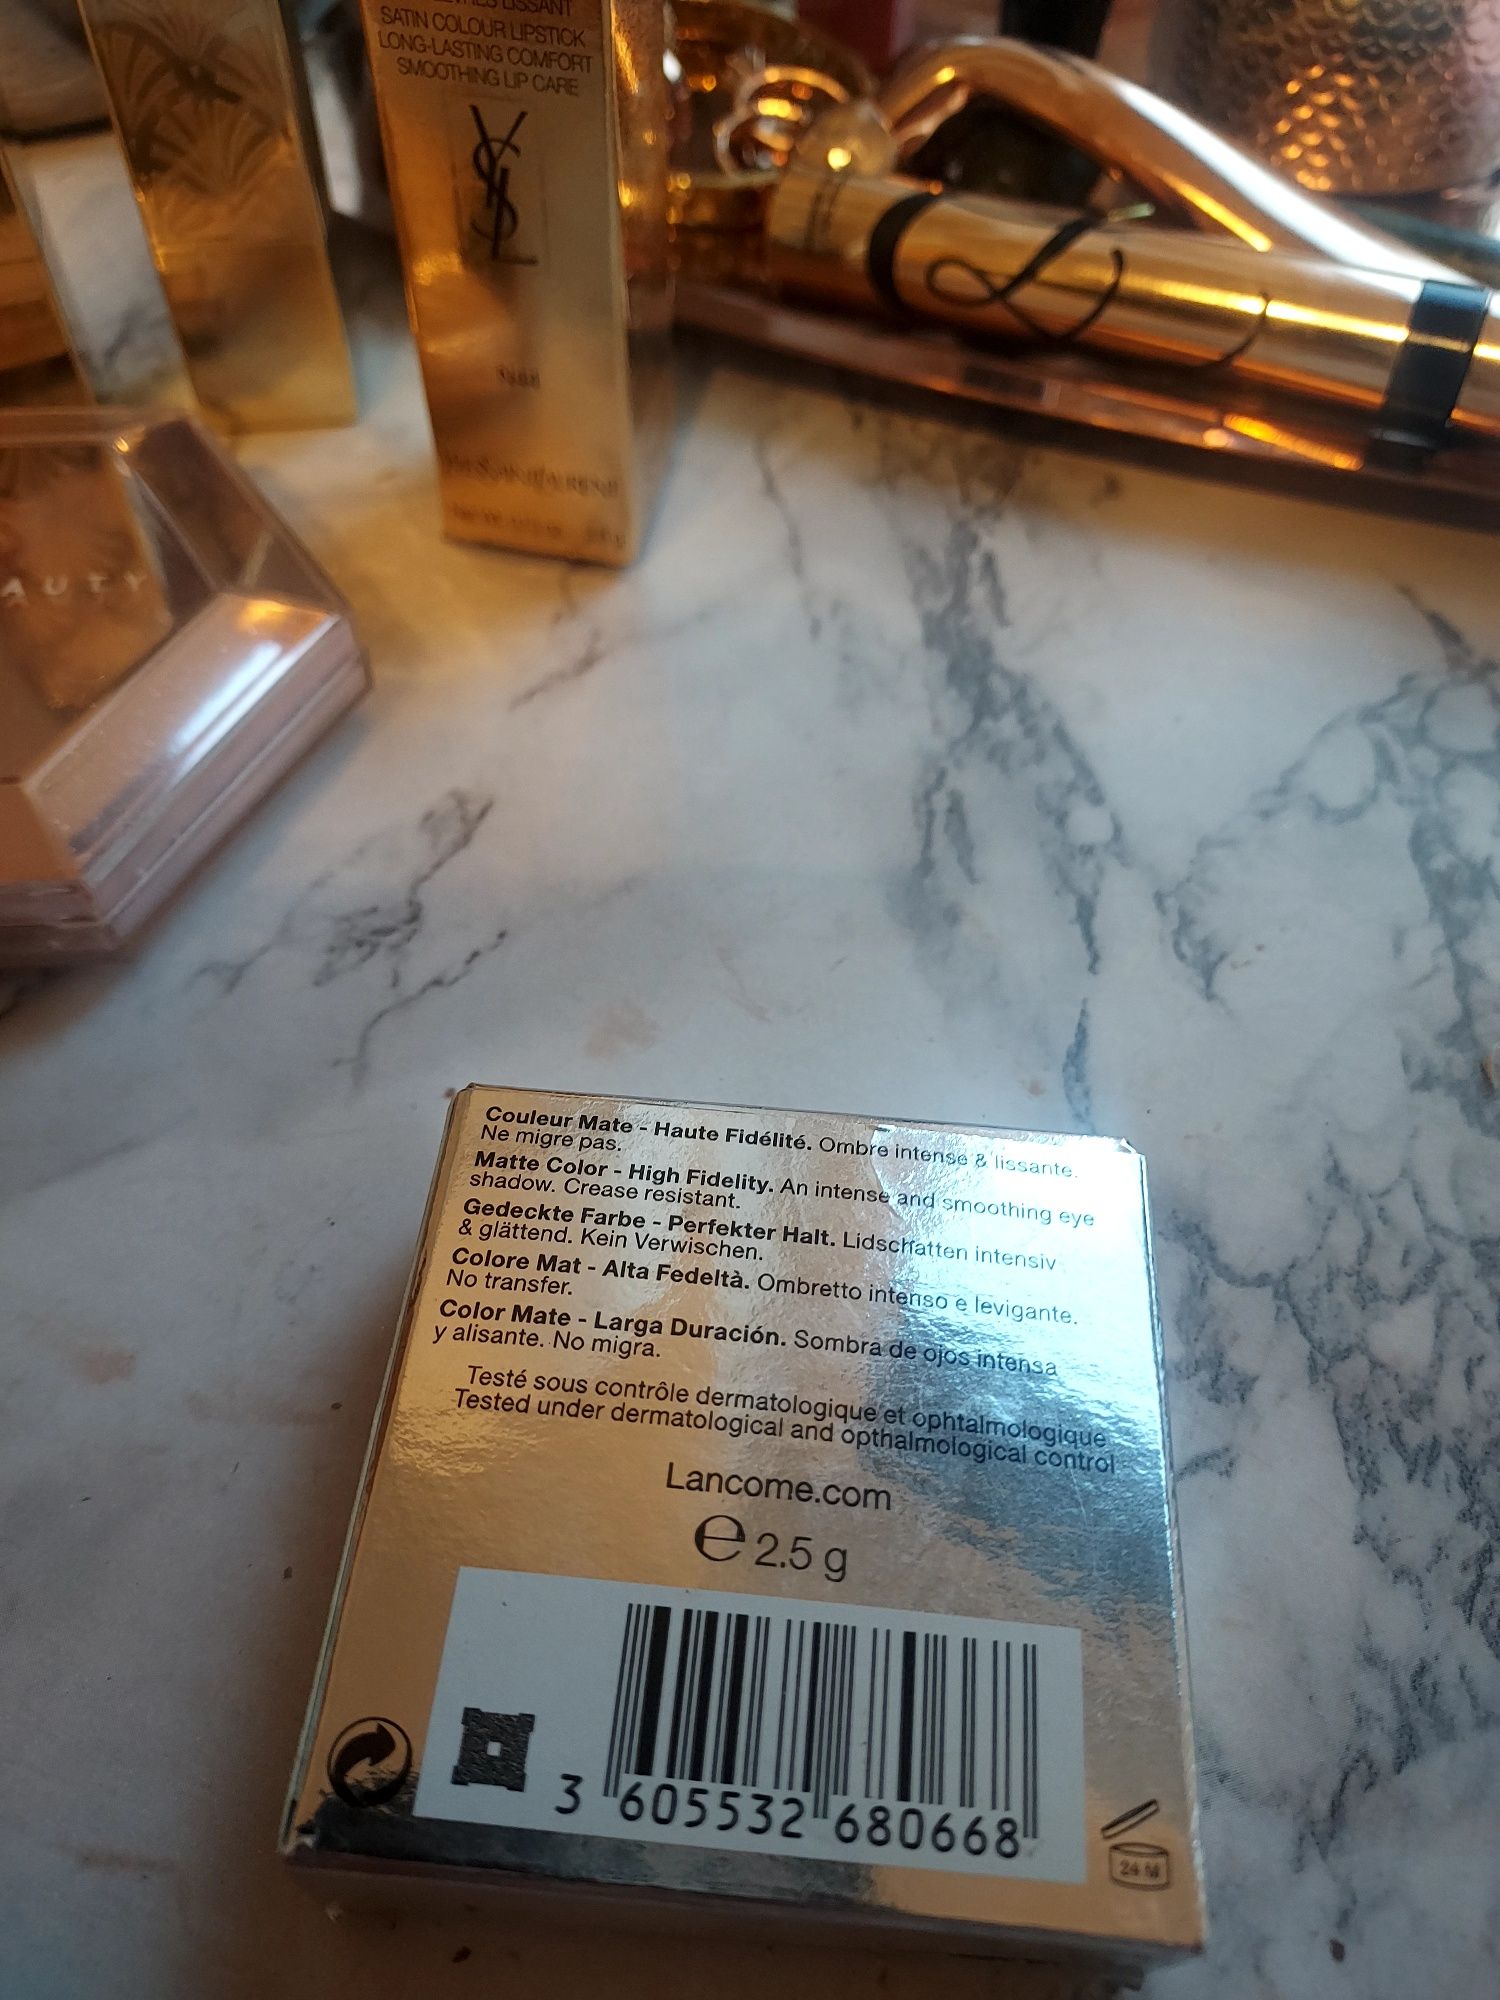 LISSANT
SATIN COLOUR LIPSTICK
LONG-LASTING COMFORT
SMOOTHING LIP CARE
YSL
AUTY
Couleur Mate - Haute Fidélité. Ombre intense & lissante.
Ne migre pas.
Matte Color - High Fidelity. An intense and smoothing eye
shadow. Crease resistant.
Gedeckte Farbe - Perfekter Halt. Lidschatten intensiv
& glättend. Kein Verwischen.
Colore Mat - Alta Fedeltà. Ombretto intenso e levigante.
No transfer.
Color Mate - Larga Duración. Sombra de ojos intensa
y alisante. No migra.
Testé sous contrôle dermatologique et ophtalmologique
Tested under dermatological and opthalmological control
Lancome.com
℮ 2.5 g
3 605532 680668
24 M